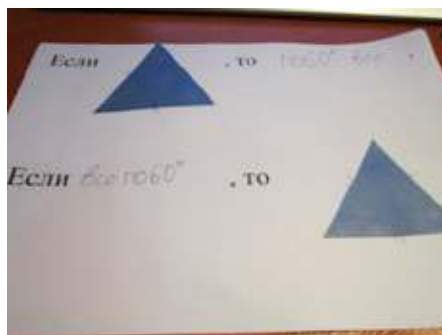 Если , то по 60° все .
Если все по 60° , то